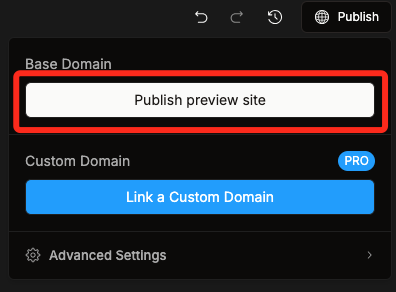 Publish
Base Domain
Publish preview site
Custom Domain
PRO
Link a Custom Domain
Advanced Settings